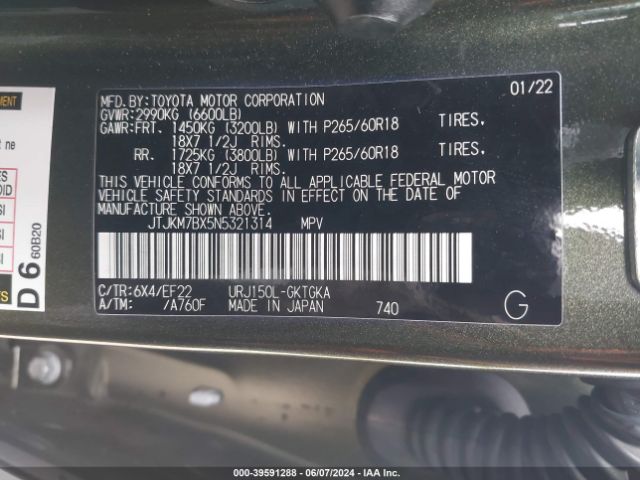 MFD.BY:TOYOTA MOTOR CORPORATION 01/22
GVWR:2990KG (6600LB)
GAWR:FRT. 1450KG (3200LB) WITH P265/60R18 TIRES,
18X7 1/2J RIMS.
RR. 1725KG (3800LB) WITH P265/60R18 TIRES,
18X7 1/2J RIMS.
THIS VEHICLE CONFORMS TO ALL APPLICABLE FEDERAL MOTOR
VEHICLE SAFETY STANDARDS IN EFFECT ON THE DATE OF
MANUFACTURE SHOWN ABOVE.
JTJKM7BX5N5321314 MPV
C/TR:6X4/EF22 URJ150L-GKTGKA
A/TM: /A760F MADE IN JAPAN 740 G
D 6 60B20
000-39591288 - 06/07/2024 - IAA Inc.